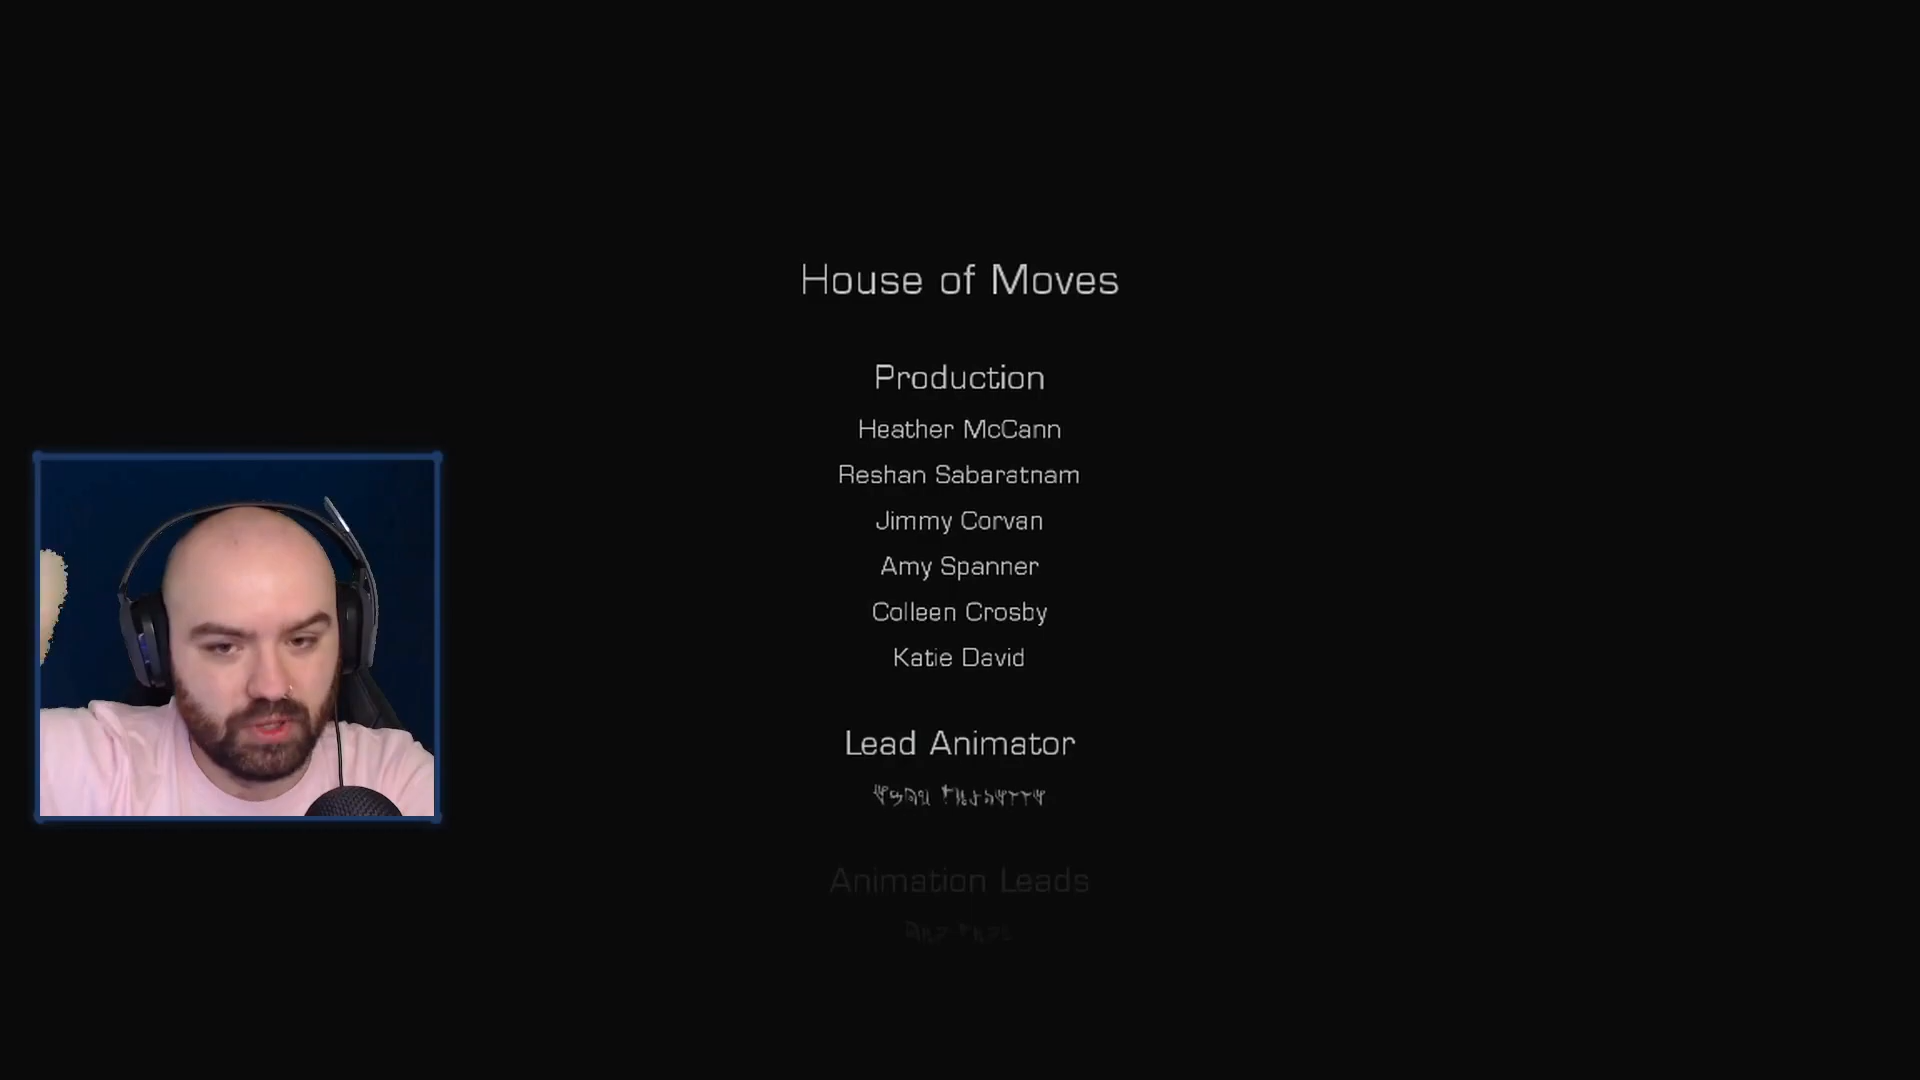 House of Moves
Production
Heather McCann
Reshan Sabaratnam
Jimmy Corvan
Amy Spanner
Colleen Crosby
Katie David
Lead Animator
Animation Leads